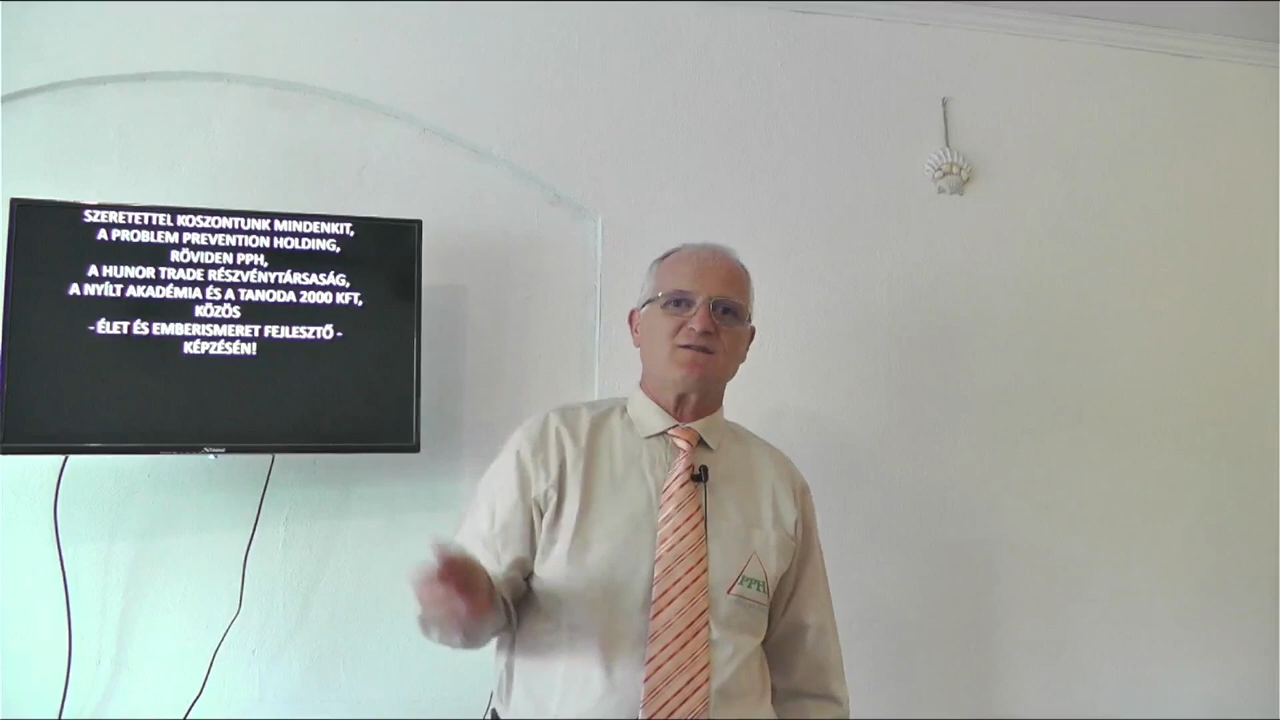 SZERETETTEL KOSZONTUNK MINDENKIT,
A PROBLEM PREVENTION HOLDING,
RÖVIDEN PPH,
A HUNOR TRADE RÉSZVÉNYTÁRSASÁG,
A NYÍLT AKADÉMIA ÉS A TANODA 2000 KFT,
KÖZÖS
- ÉLET ÉS EMBERISMERET FEJLESZTŐ -
KÉPZÉSÉN!
PPH